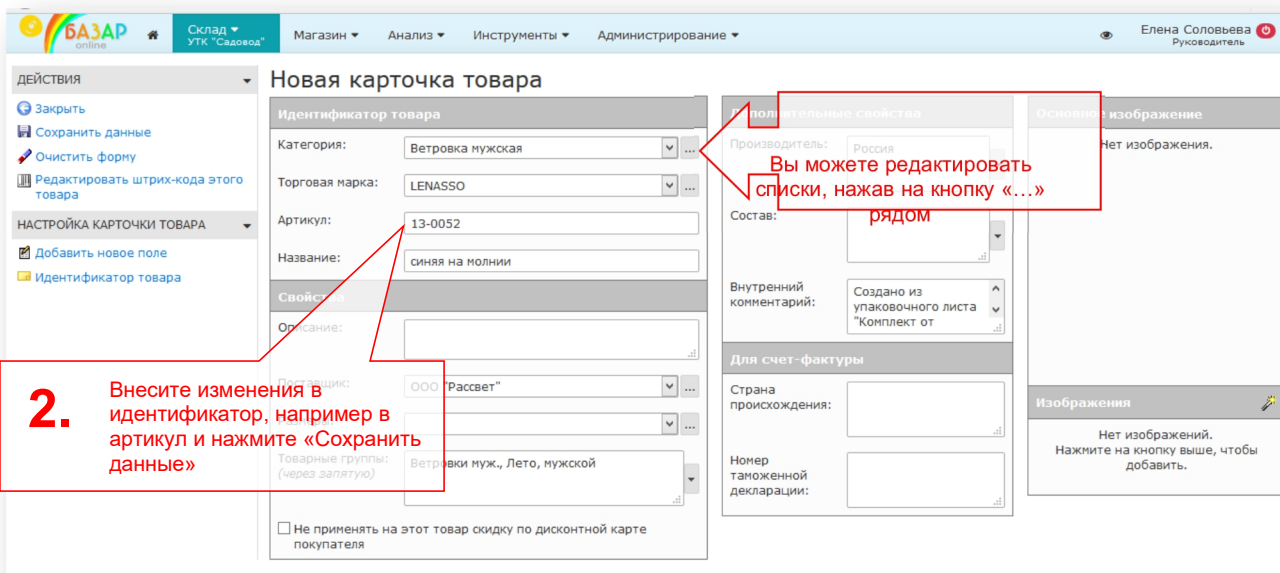 БАЗАР
online
Склад
УТК "Садовод"
Магазин
Анализ
Инструменты
Администрирование
Елена Соловьева
Руководитель
ДЕЙСТВИЯ
Закрыть
Сохранить данные
Очистить форму
Редактировать штрих-кода этого
товара
НАСТРОЙКА КАРТОЧКИ ТОВАРА
Добавить новое поле
Идентификатор товара
Новая карточка товара
Идентификатор товара
Категория:
Ветровка мужская
...
Торговая марка:
LENASSO
...
Артикул:
13-0052
Название:
синяя на молнии
Свойства
Описание:
Поставщик:
ООО "Рассвет"
...
Размеры:
...
Товарные группы:
(через запятую)
Ветровки муж., Лето, мужской
Не применять на этот товар скидку по дисконтной карте
покупателя
2.
Внесите изменения в
идентификатор, например в
артикул и нажмите «Сохранить
данные»
Дополнительные свойства
Производитель:
Россия
Вы можете редактировать
списки, нажав на кнопку «...»
рядом
Состав:
Внутренний
комментарий:
Создано из
упаковочного листа
"Комплект от
Для счет-фактуры
Страна
происхождения:
Номер
таможенной
декларации:
Основное изображение
Нет изображения.
Изображения
Нет изображений.
Нажмите на кнопку выше, чтобы
добавить.